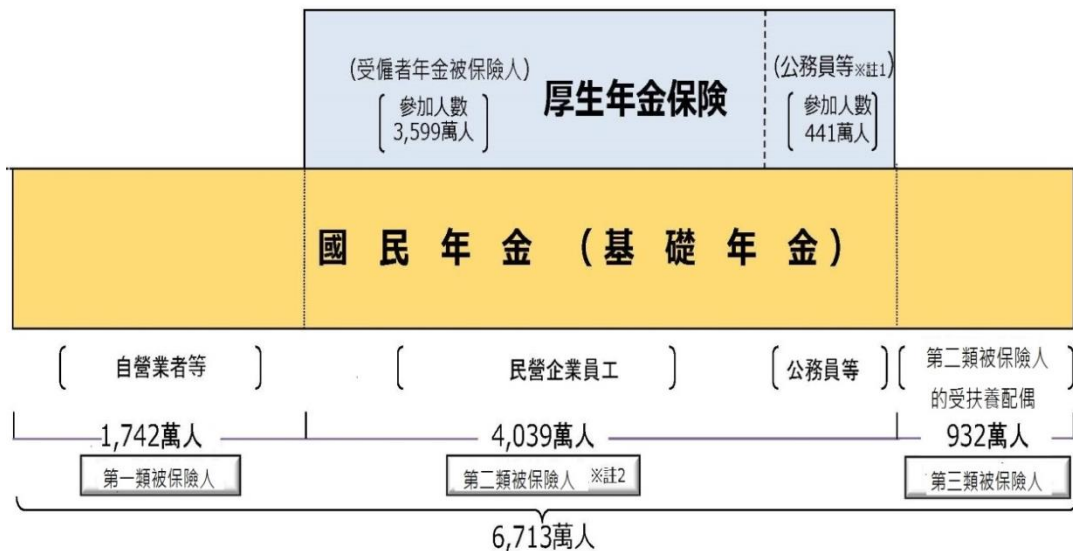 (受僱者年金被保險人)
參加人數
3,599萬人
厚生年金保險
(公務員等※註1)
參加人數
441萬人
國民年金(基礎年金)
自營業者等
民營企業員工
公務員等
第二類被保險人
的受扶養配偶
1,742萬人
4,039萬人
932萬人
第一類被保險人
第二類被保險人 ※註2
第三類被保險人
6,713萬人